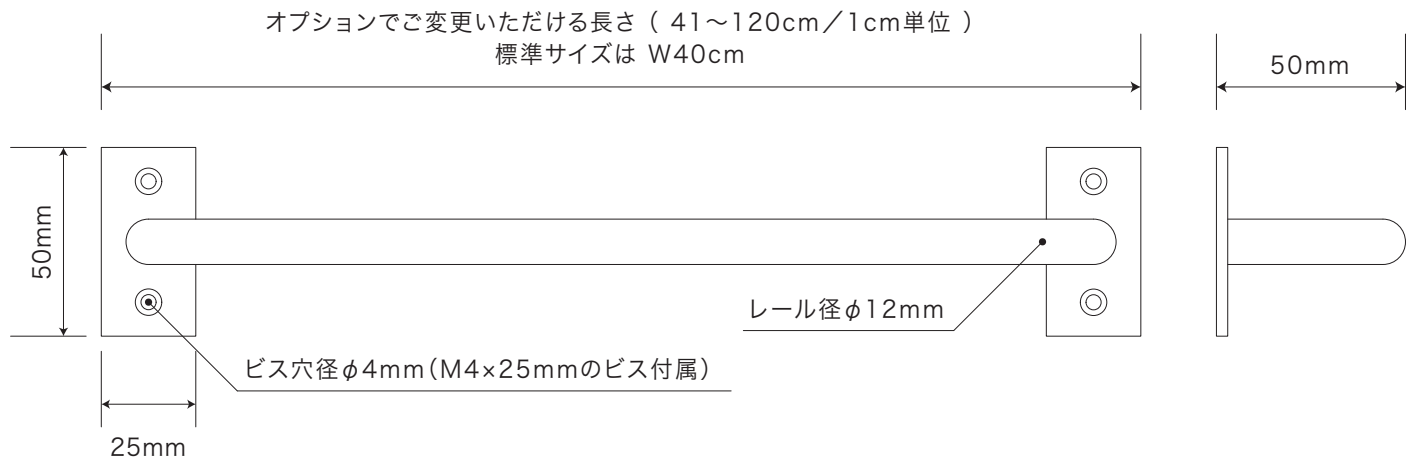 オプションでご変更いただける長さ（ 41～120cm／1cm単位 ）
標準サイズは W40cm
50mm
50mm
レール径φ12mm
ビス穴径φ4mm（M4×25mmのビス付属）
25mm